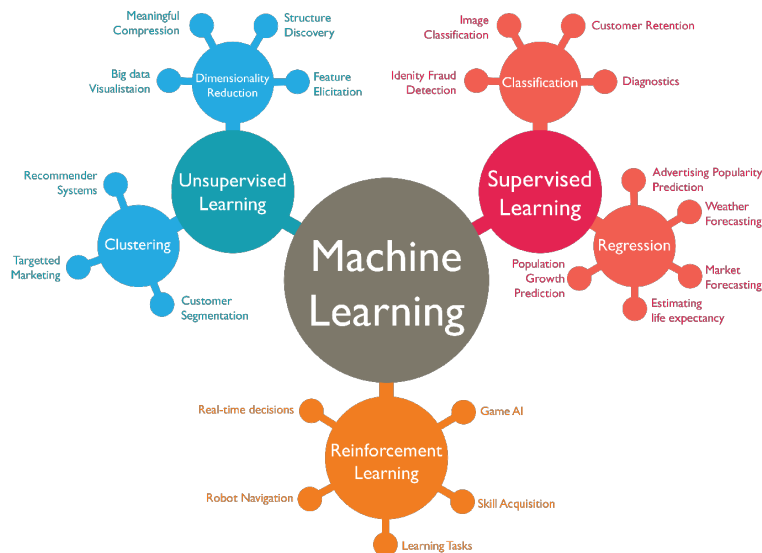 Meaningful
Compression
Structure
Discovery
Big data
Visualistaion
Dimensionality
Reduction
Feature
Elicitation
Image
Classification
Customer Retention
Idenity Fraud
Detection
Classification
Diagnostics
Unsupervised
Learning
Supervised
Learning
Recommender
Systems
Clustering
Targetted
Marketing
Customer
Segmentation
Machine
Learning
Advertising Popularity
Prediction
Weather
Forecasting
Regression
Population
Growth
Prediction
Market
Forecasting
Estimating
life expectancy
Real-time decisions
Game AI
Reinforcement
Learning
Robot Navigation
Skill Acquisition
Learning Tasks